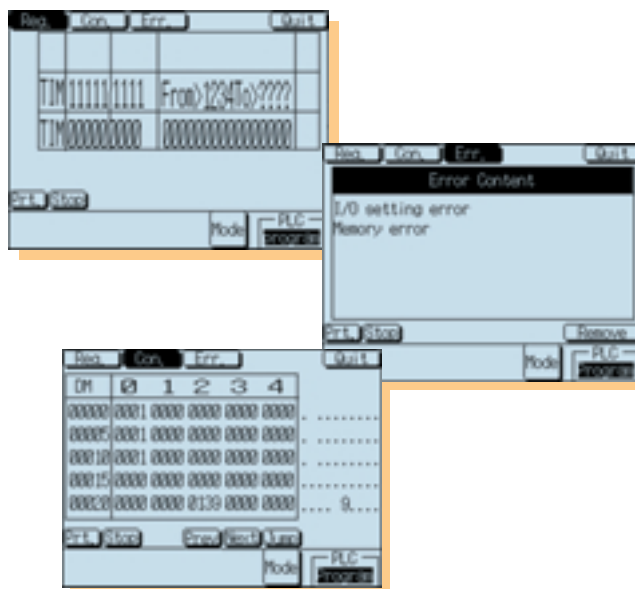 Reg. Con. Err. Quit
TIM 11111 1111 From>1234To>????
TIM 00000 000 00000000000000
Prt. Stop
Mode PLC
Program
Reg. Con. Err. Quit
Error Content
I/O setting error
Memory error
Prt. Stop Remove
Mode PLC
Program
Reg. Con. Err. Quit
DM 0 1 2 3 4
00000 0001 0000 0000 0000 0000 . ........
00005 0001 0000 0000 0000 0000 . ........
00010 0001 0000 0000 0000 0000 . ........
00015 0000 0000 0000 0000 0000 ..........
00020 0000 0000 0139 0000 0000 .... 9....
Prt. Stop Prev Next Jump
Mode PLC
Program